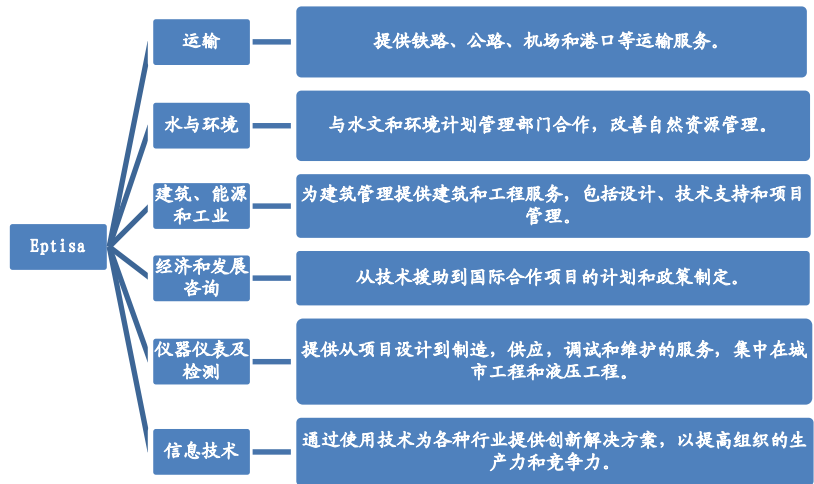 Eptisa
运输
提供铁路、公路、机场和港口等运输服务。
水与环境
与水文和环境计划管理部门合作，改善自然资源管理。
建筑、能源
和工业
为建筑管理提供建筑和工程服务，包括设计、技术支持和项目
管理。
经济和发展
咨询
从技术援助到国际合作项目的计划和政策制定。
仪器仪表及
检测
提供从项目设计到制造，供应，调试和维护的服务，集中在城
市工程和液压工程。
信息技术
通过使用技术为各种行业提供创新解决方案，以提高组织的生
产力和竞争力。